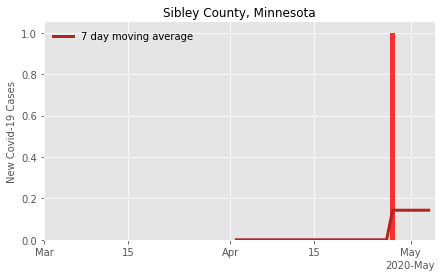 Sibley County, Minnesota
7 day moving average
New Covid-19 Cases
1.0
0.8
0.6
0.4
0.2
0.0
Mar 15 Apr 15 May
2020-May